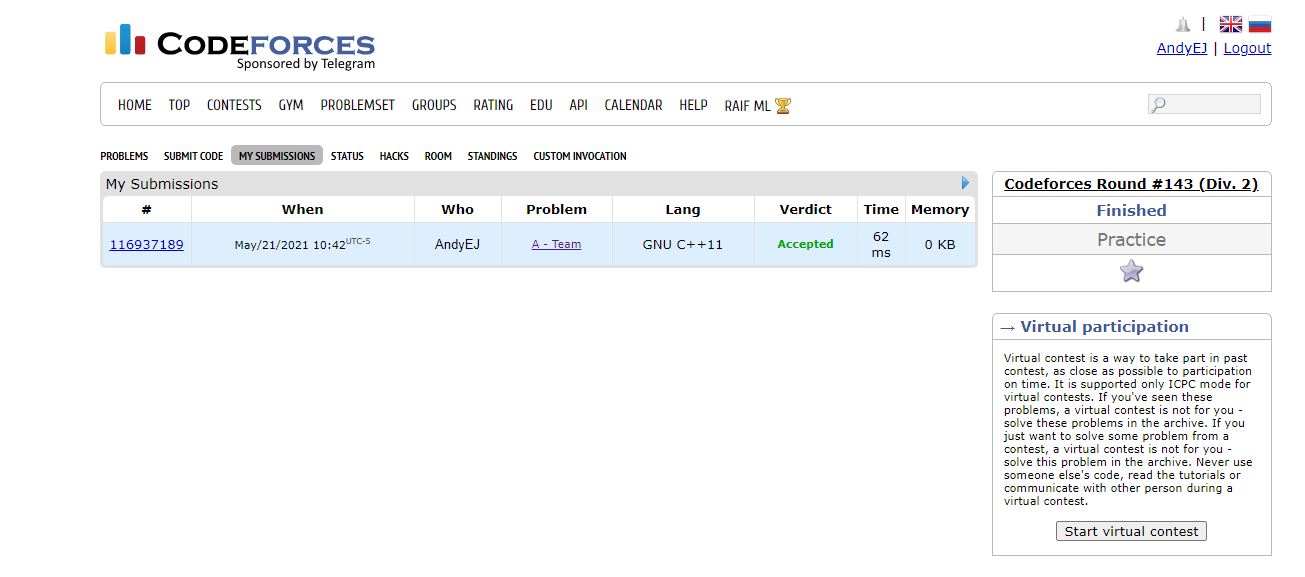 CODEFORCES
Sponsored by Telegram
|
AndyEJ | Logout
HOME TOP CONTESTS GYM PROBLEMSET GROUPS RATING EDU API CALENDAR HELP RAIF ML
PROBLEMS SUBMIT CODE MY SUBMISSIONS STATUS HACKS ROOM STANDINGS CUSTOM INVOCATION
My Submissions
# When Who Problem Lang Verdict Time Memory
116937189 May/21/2021 10:42UTC-5 AndyEJ A - Team GNU C++11 Accepted 62 ms 0 KB
Codeforces Round #143 (Div. 2)
Finished
Practice
→ Virtual participation
Virtual contest is a way to take part in past
contest, as close as possible to participation
on time. It is supported only ICPC mode for
virtual contests. If you've seen these
problems, a virtual contest is not for you -
solve these problems in the archive. If you
just want to solve some problem from a
contest, a virtual contest is not for you -
solve this problem in the archive. Never use
someone else's code, read the tutorials or
communicate with other person during a
virtual contest.
Start virtual contest